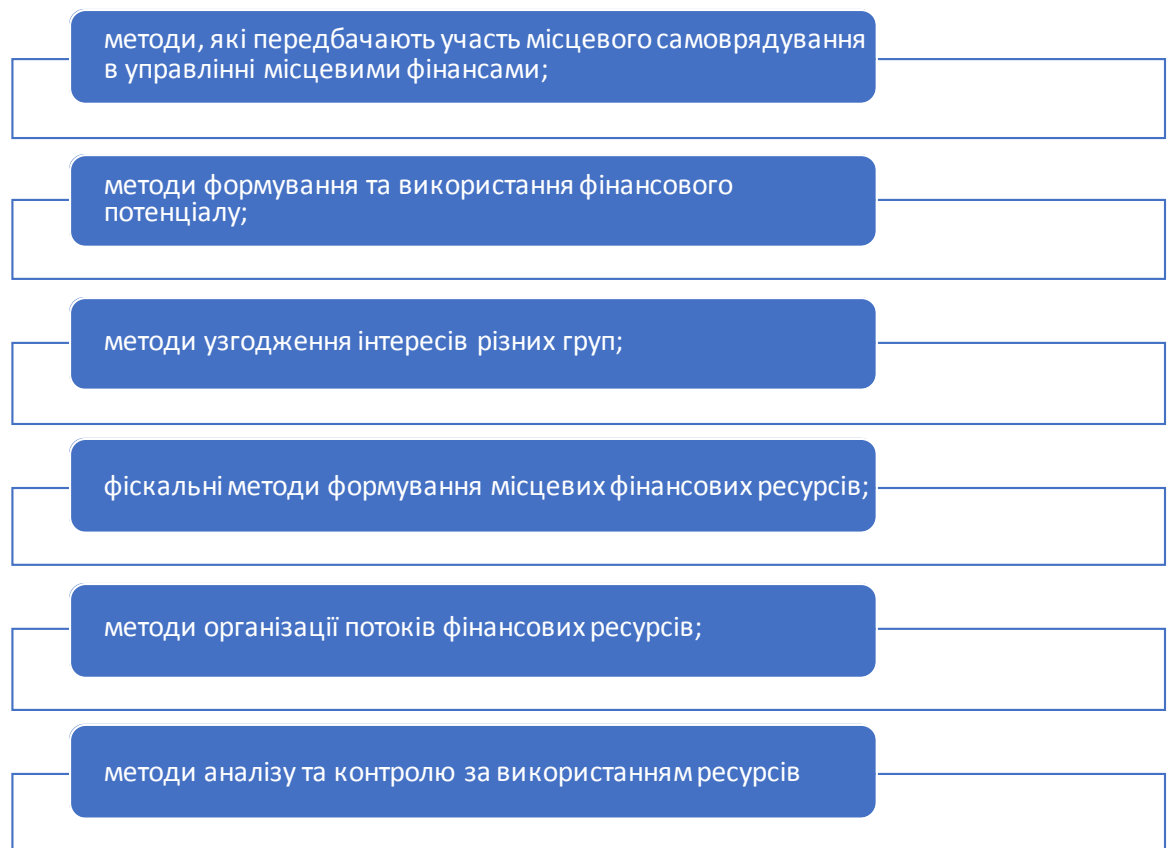 методи, які передбачають участь місцевого самоврядування
в управлінні місцевими фінансами;
методи формування та використання фінансового
потенціалу;
методи узгодження інтересів різних груп;
фіскальні методи формування місцевих фінансових ресурсів;
методи організації потоків фінансових ресурсів;
методи аналізу та контролю за використанням ресурсів